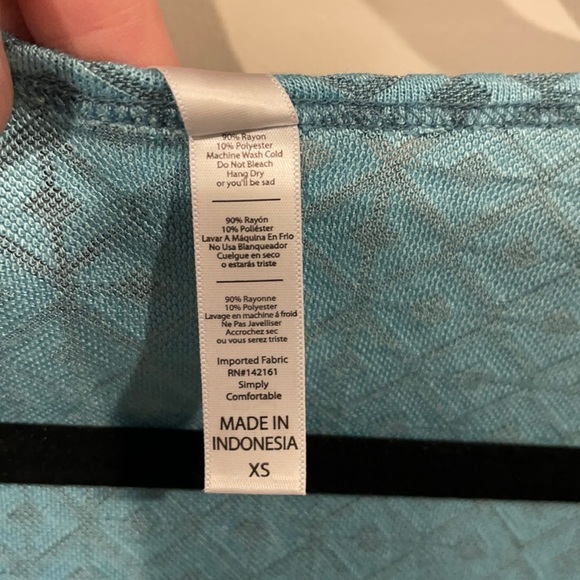 90% Rayon
10% Polyester
Machine Wash Cold
Do Not Bleach
Hang Dry
or you'll be sad
90% Rayón
10% Poliéster
Lavar A Máquina En Frio
No Usa Blanqueador
Cuelgue en seco
o estarás triste
90% Rayonne
10% Polyester
Lavage en machine á froid
Ne Pas Javelliser
Accrochez sec
ou vous serez triste
Imported Fabric
RN#142161
Simply
Comfortable
MADE IN
INDONESIA
XS